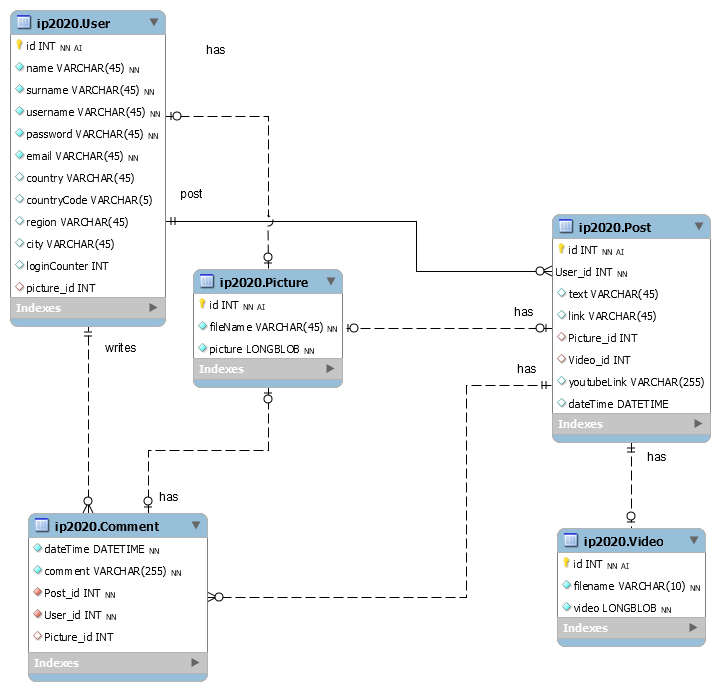 ip2020.User
id INT NN AI
name VARCHAR(45) NN
surname VARCHAR(45) NN
username VARCHAR(45) NN
password VARCHAR(45) NN
email VARCHAR(45) NN
country VARCHAR(45)
countryCode VARCHAR(5)
region VARCHAR(45)
city VARCHAR(45)
loginCounter INT
picture_id INT
Indexes
has
post
writes
ip2020.Picture
id INT NN AI
fileName VARCHAR(45) NN
picture LONGBLOB NN
Indexes
has
has
ip2020.Post
id INT NN AI
User_id INT NN
text VARCHAR(45)
link VARCHAR(45)
Picture_id INT
Video_id INT
youtubeLink VARCHAR(255)
dateTime DATETIME
Indexes
has
has
ip2020.Comment
dateTime DATETIME NN
comment VARCHAR(255) NN
Post_id INT NN
User_id INT NN
Picture_id INT
Indexes
ip2020.Video
id INT NN AI
filename VARCHAR(10) NN
video LONGBLOB NN
Indexes